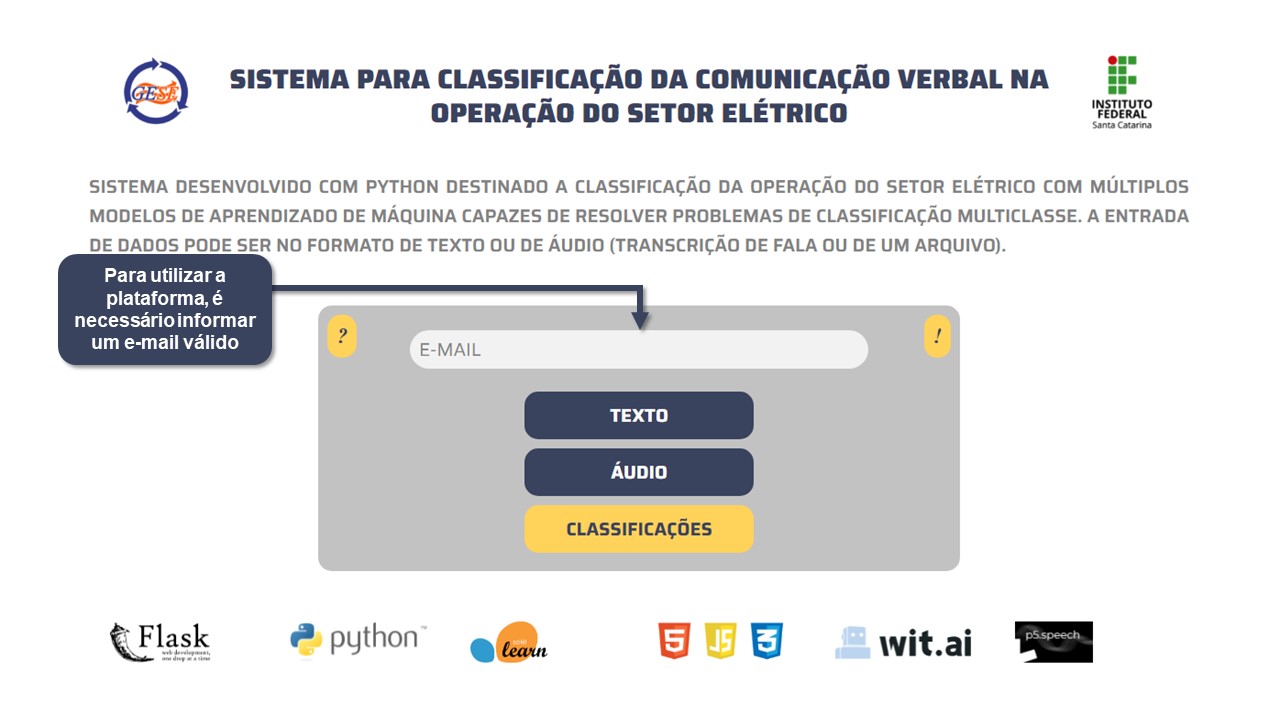 GESE
SISTEMA PARA CLASSIFICAÇÃO DA COMUNICAÇÃO VERBAL NA
OPERAÇÃO DO SETOR ELÉTRICO
INSTITUTO
FEDERAL
Santa Catarina
SISTEMA DESENVOLVIDO COM PYTHON DESTINADO A CLASSIFICAÇÃO DA OPERAÇÃO DO SETOR ELÉTRICO COM MÚLTIPLOS
MODELOS DE APRENDIZADO DE MÁQUINA CAPAZES DE RESOLVER PROBLEMAS DE CLASSIFICAÇÃO MULTICLASSE. A ENTRADA
DE DADOS PODE SER NO FORMATO DE TEXTO OU DE ÁUDIO (TRANSCRIÇÃO DE FALA OU DE UM ARQUIVO).
Para utilizar a
plataforma, é
necessário informar
um e-mail válido
?
!
E-MAIL
TEXTO
ÁUDIO
CLASSIFICAÇÕES
Flask
web development,
one drop at a time
python™
scikit
learn
5
JS
3
wit.ai
p5.speech